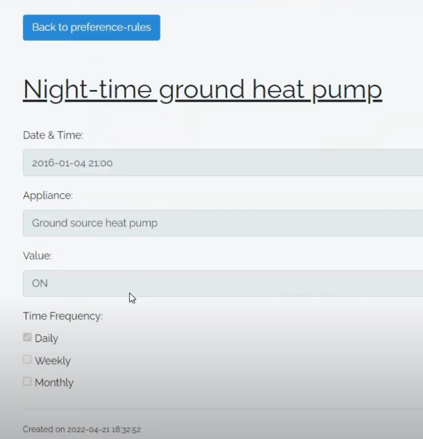 Back to preference-rules
Night-time ground heat pump
Date & Time:
2016-01-04 21:00
Appliance:
Ground source heat pump
Value:
ON
Time Frequency:
Daily
Weekly
Monthly
Created on 2022-04-21 18:32:52